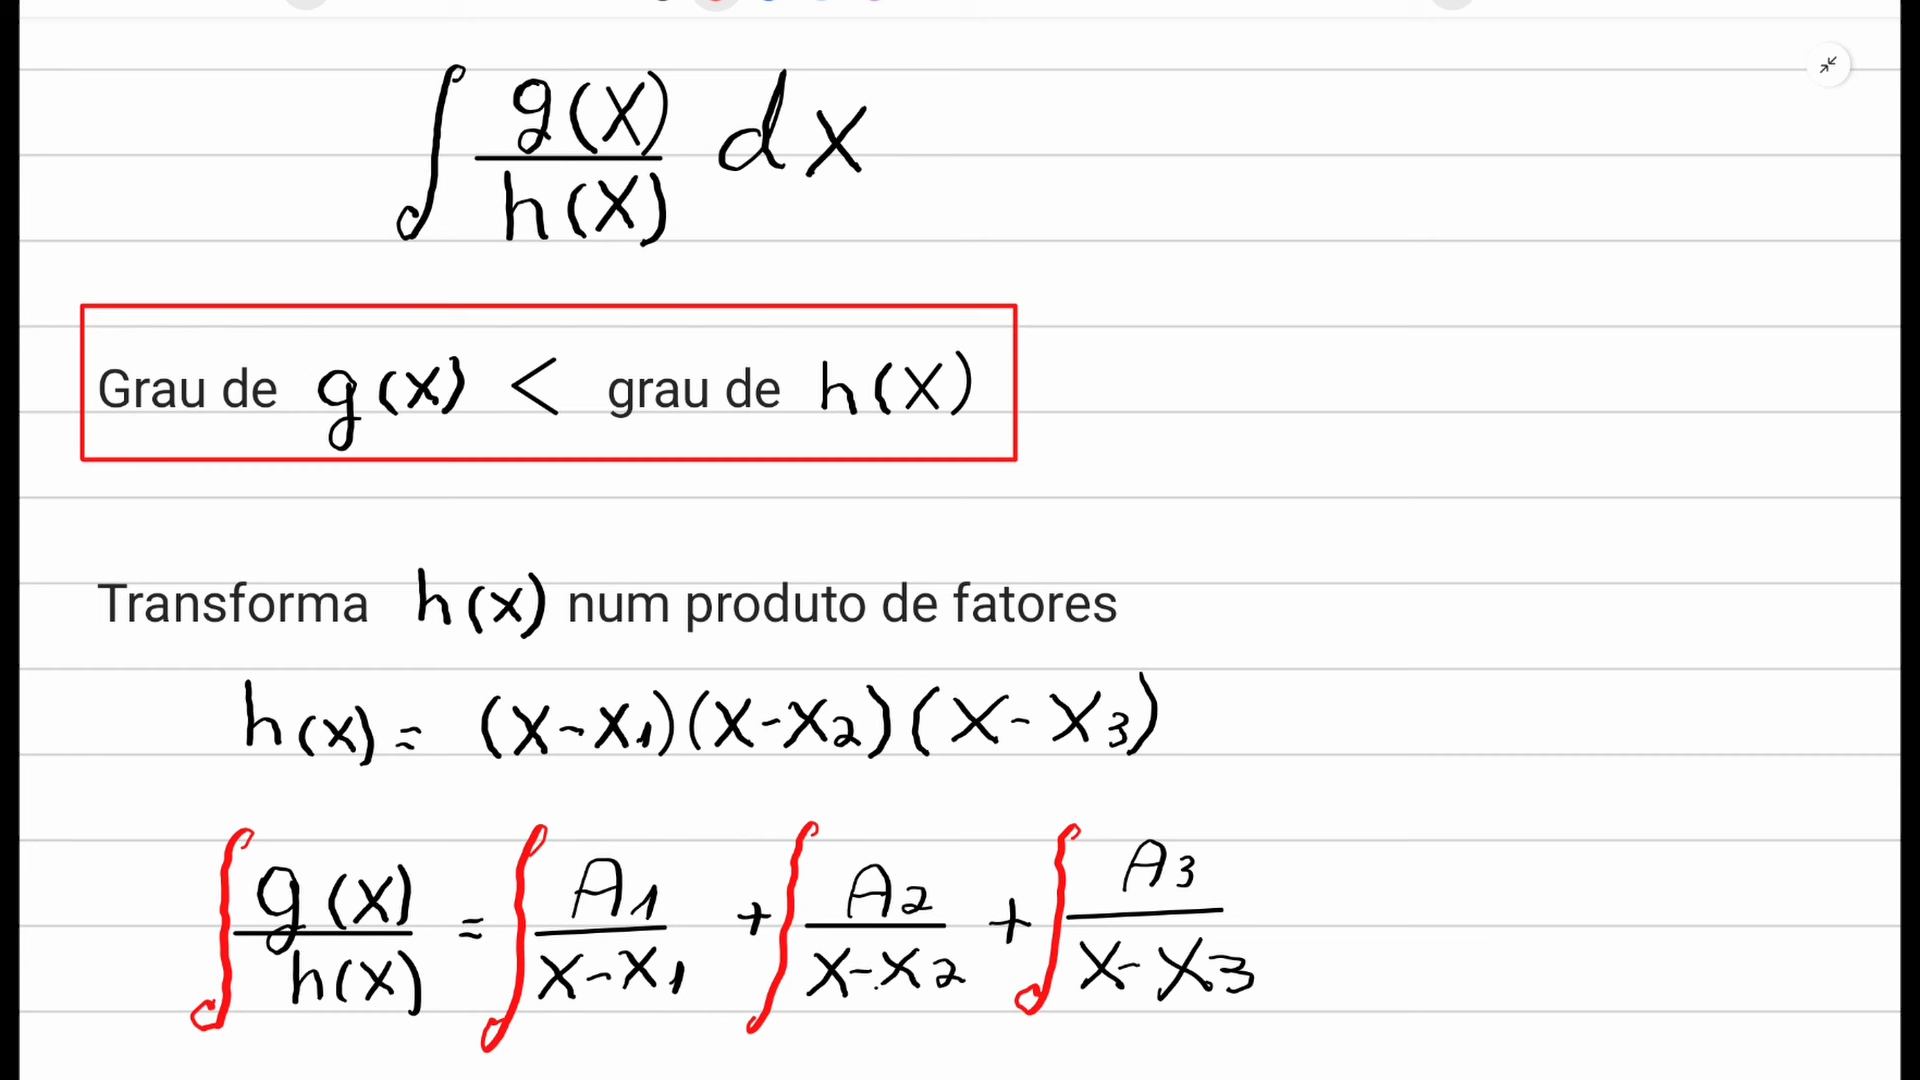 ∫ g(x)/h(x) dx
Grau de g(x) < grau de h(x)
Transforma h(x) num produto de fatores
h(x) = (x-x1)(x-x2)(x-x3)
∫ g(x)/h(x) = ∫ A1/x-x1 + ∫ A2/x-x2 + ∫ A3/x-x3